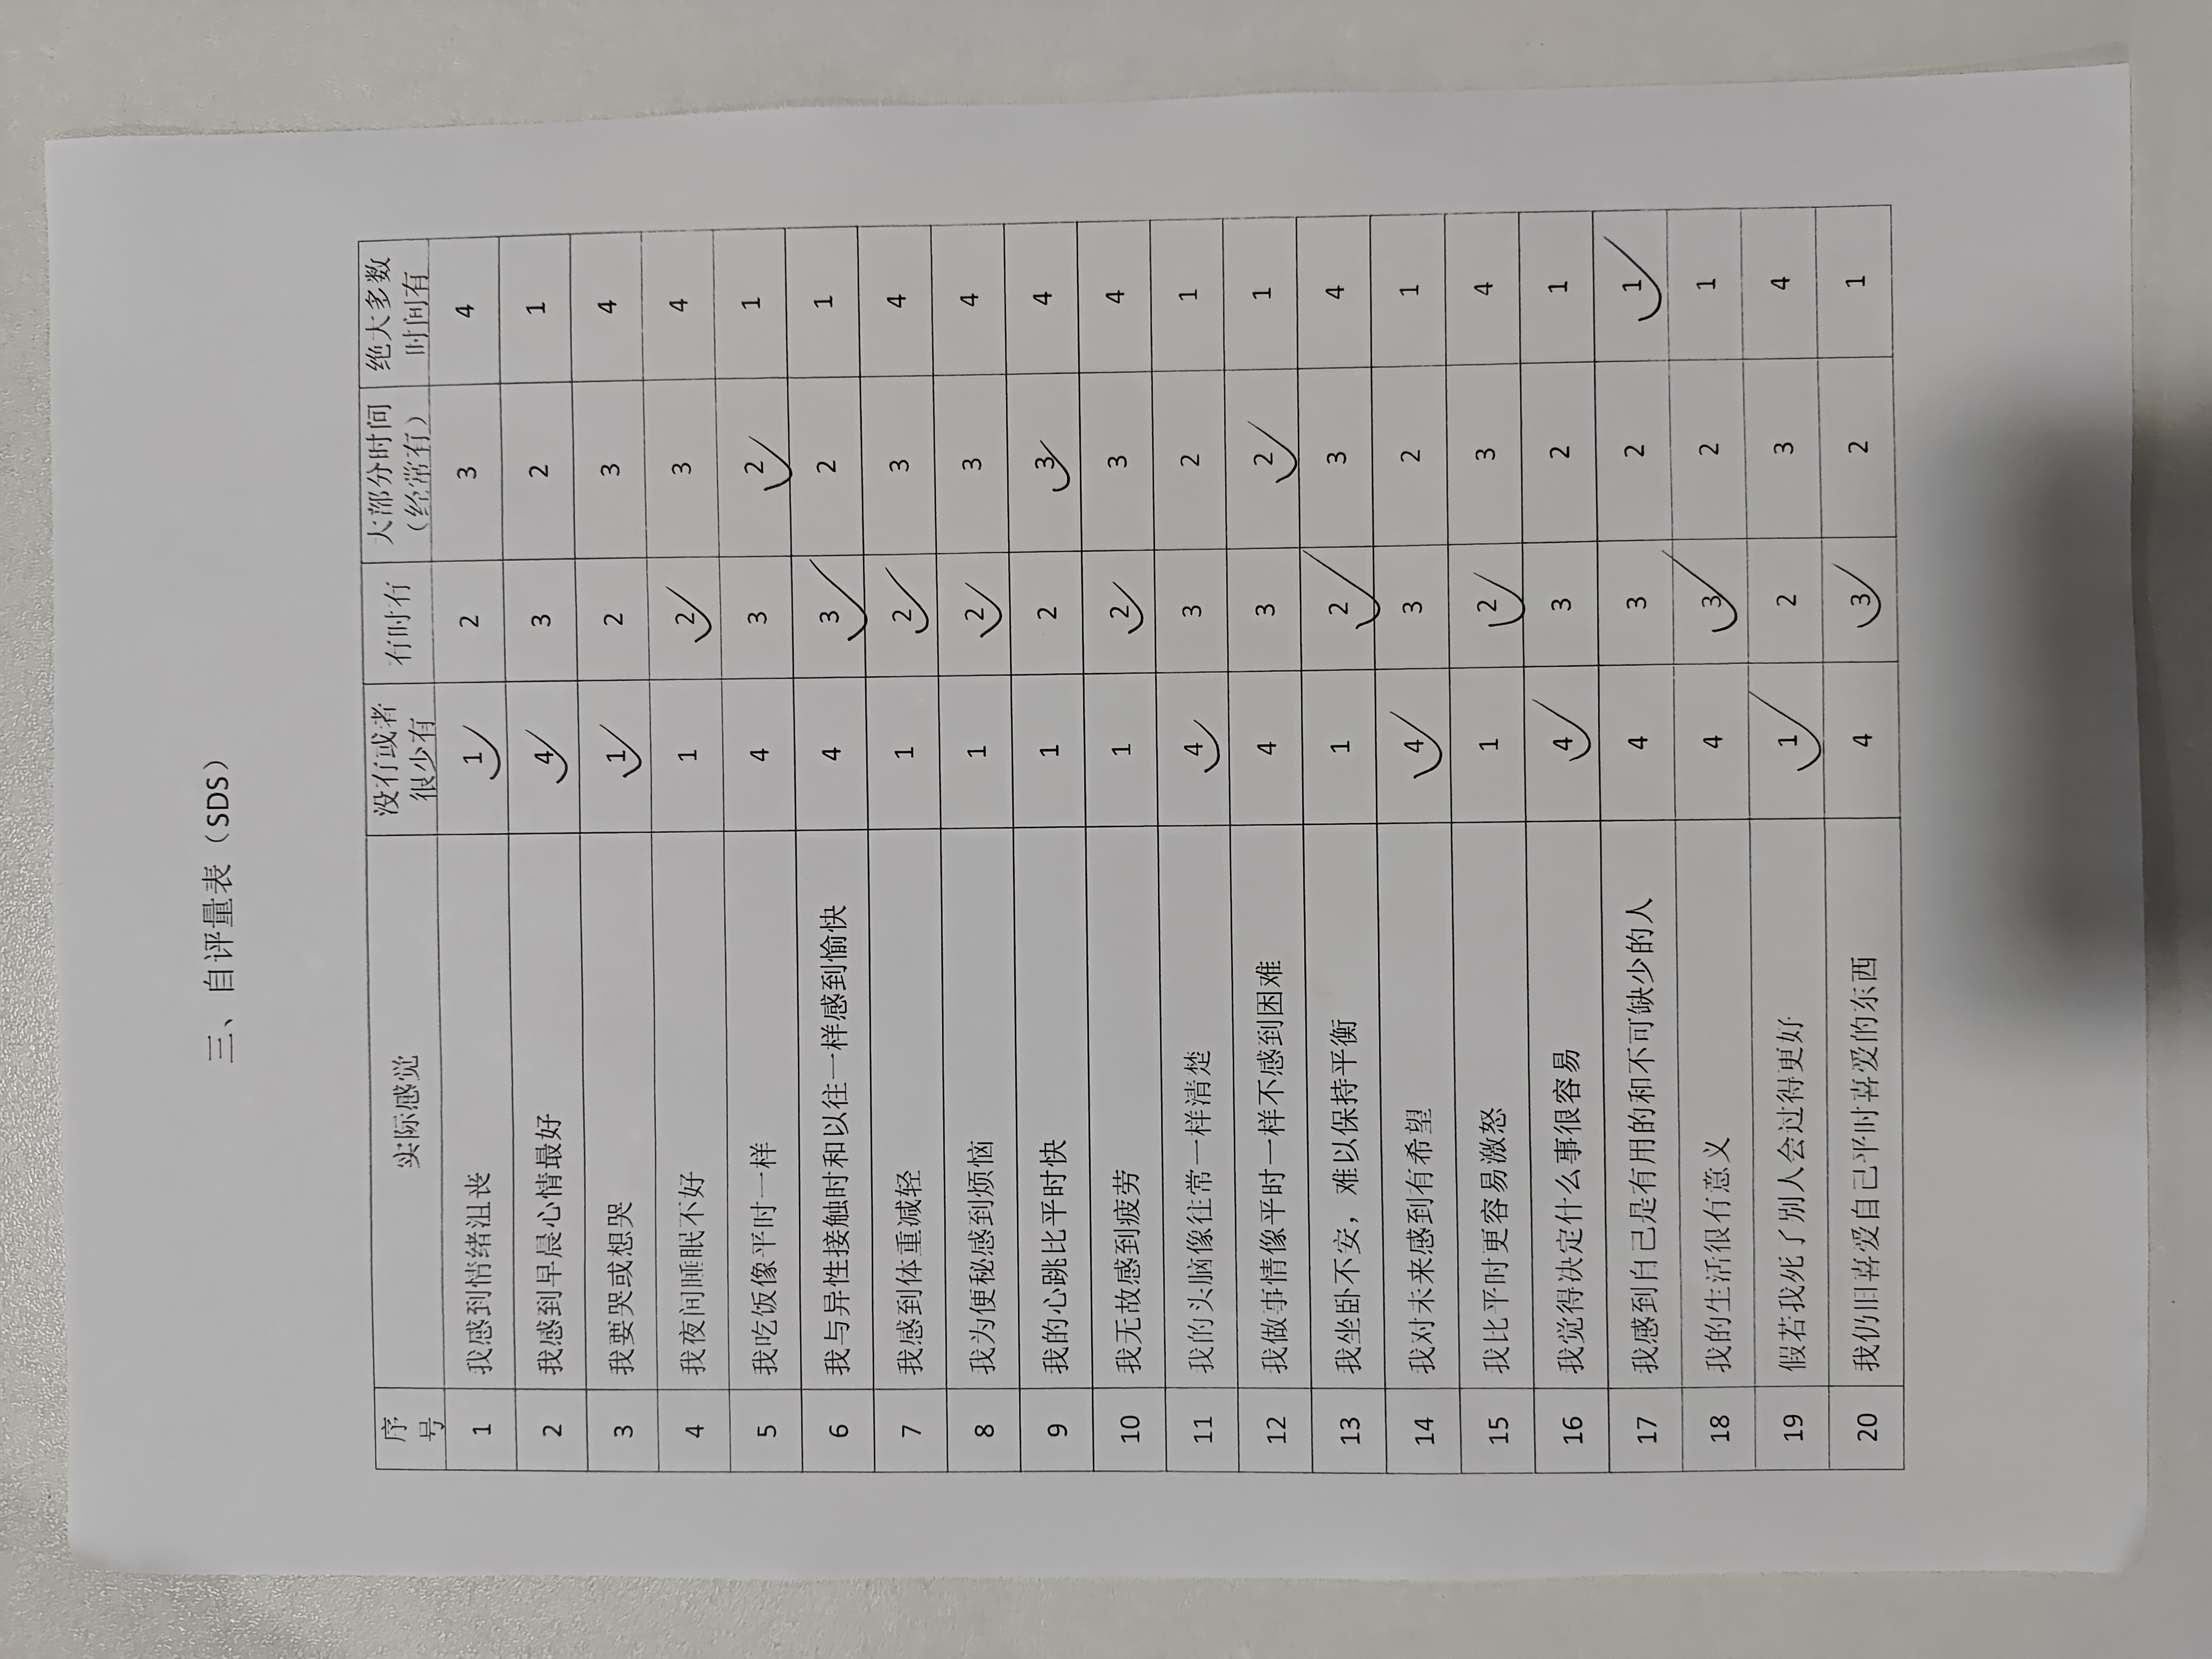 三、自评量表（SDS）
序号 实际感觉 没有或者很少有 有时有 大部分时间（经常有） 绝大多数时间有
1 我感到情绪沮丧 1✓ 2 3 4
2 我感到早晨心情最好 4✓ 3 2 1
3 我要哭或想哭 1✓ 2 3 4
4 我夜间睡眠不好 1 2✓ 3 4
5 我吃饭像平时一样 4 3 2✓ 1
6 我与异性接触时和以往一样感到愉快 4 3✓ 2 1
7 我感到体重减轻 1 2✓ 3 4
8 我为便秘感到烦恼 1 2✓ 3 4
9 我的心跳比平时快 1 2 3✓ 4
10 我无故感到疲劳 1 2✓ 3 4
11 我的头脑像往常一样清楚 4✓ 3 2 1
12 我做事情像平时一样不感到困难 4 3 2✓ 1
13 我坐卧不安，难以保持平衡 1 2✓ 3 4
14 我对未来感到有希望 4✓ 3 2 1
15 我比平时更容易激怒 1 2✓ 3 4
16 我觉得决定什么事很容易 4✓ 3 2 1
17 我感到自己是有用的和不可缺少的人 4 3 2 1✓
18 我的生活很有意义 4 3✓ 2 1
19 假若我死了别人会过得更好 1✓ 2 3 4
20 我仍旧喜爱自己平时喜爱的东西 4 3✓ 2 1